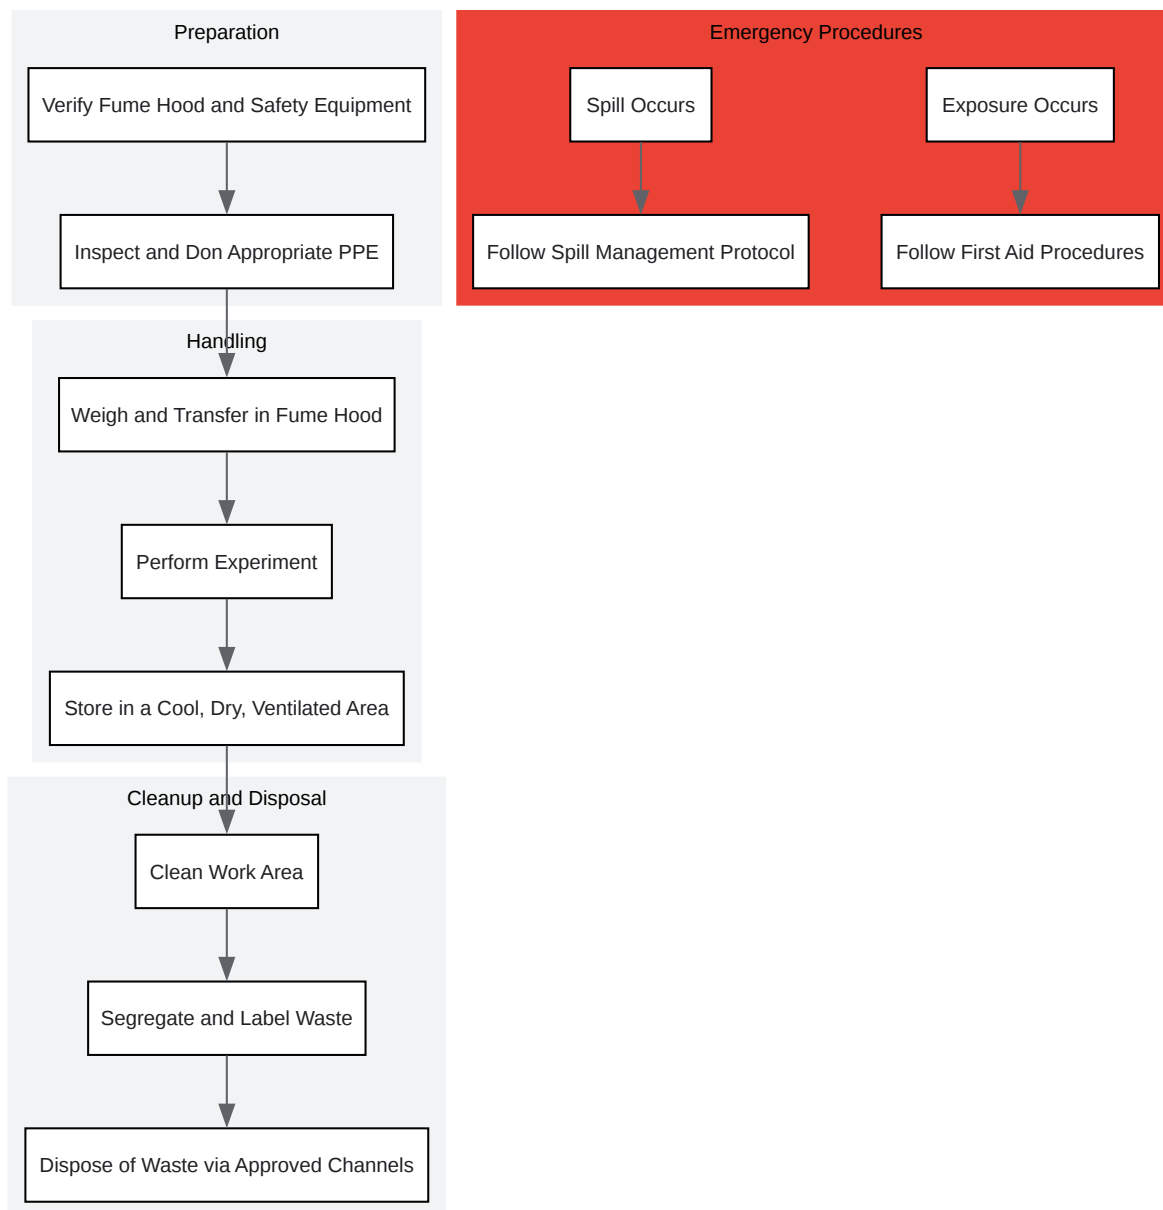 Preparation
Verify Fume Hood and Safety Equipment
Inspect and Don Appropriate PPE
Handling
Weigh and Transfer in Fume Hood
Perform Experiment
Store in a Cool, Dry, Ventilated Area
Cleanup and Disposal
Clean Work Area
Segregate and Label Waste
Dispose of Waste via Approved Channels
Emergency Procedures
Spill Occurs
Follow Spill Management Protocol
Exposure Occurs
Follow First Aid Procedures